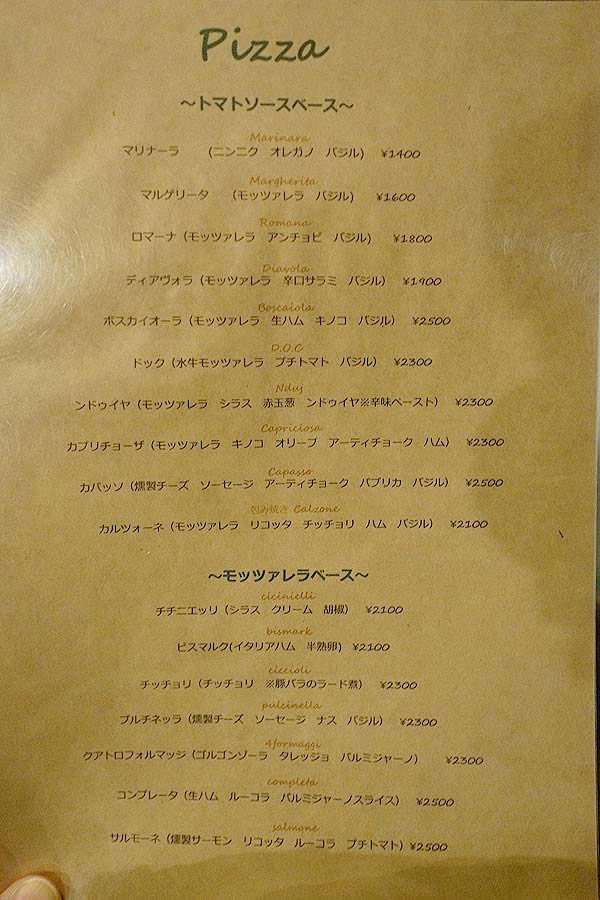 Pizza
～トマトソースベース～
Marinara
マリナーラ　(ニンニク　オレガノ　バジル)　¥1400
Margherita
マルゲリータ　(モッツァレラ　バジル)　¥1600
Romana
ロマーナ（モッツァレラ　アンチョビ　バジル)　¥1800
Diavola
ディアヴォラ（モッツァレラ　辛口サラミ　バジル）　¥1900
Boscaiola
ボスカイオーラ（モッツァレラ　生ハム　キノコ　バジル）　¥2500
D.O.C
ドック（水牛モッツァレラ　プチトマト　バジル）　¥2300
Nduj
ンドゥイヤ（モッツァレラ　シラス　赤玉葱　ンドゥイヤ※辛味ペースト）　¥2300
Capriciosa
カプリチョーザ（モッツァレラ　キノコ　オリーブ　アーティチョーク　ハム）　¥2300
Capasso
カパッソ（燻製チーズ　ソーセージ　アーティチョーク　パプリカ　バジル）　¥2500
包み焼き Calzone
カルツォーネ（モッツァレラ　リコッタ　チッチョリ　ハム　バジル）　¥2100
～モッツァレラベース～
cicinielli
チチニエッリ（シラス　クリーム　胡椒）　¥2100
bismark
ビスマルク(イタリアハム　半熟卵)　¥2100
ciccioli
チッチョリ（チッチョリ　※豚バラのラード煮）　¥2300
pulcinella
プルチネッラ（燻製チーズ　ソーセージ　ナス　バジル）　¥2300
4formaggi
クアトロフォルマッジ（ゴルゴンゾーラ　タレッジョ　パルミジャーノ）　¥2300
completa
コンプレータ（生ハム　ルーコラ　パルミジャーノスライス）　¥2500
salmone
サルモーネ（燻製サーモン　リコッタ　ルーコラ　プチトマト）¥2500